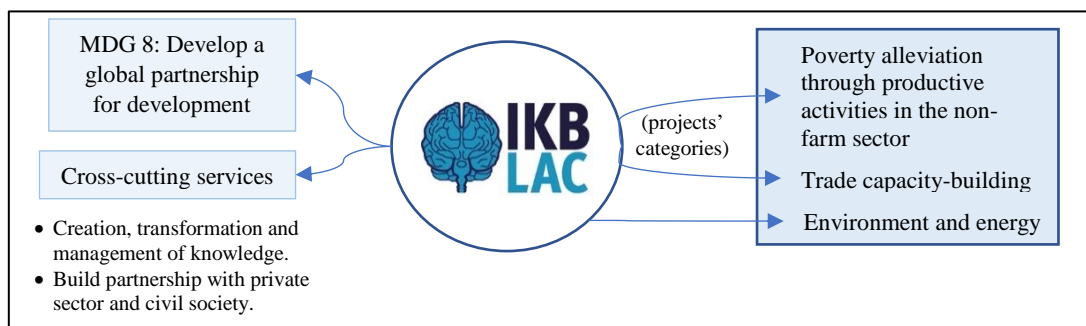 MDG 8: Develop a
global partnership
for development
Cross-cutting services
• Creation, transformation and
management of knowledge.
• Build partnership with private
sector and civil society.
IKB
LAC
(projects’
categories)
Poverty alleviation
through productive
activities in the non-
farm sector
Trade capacity-building
Environment and energy